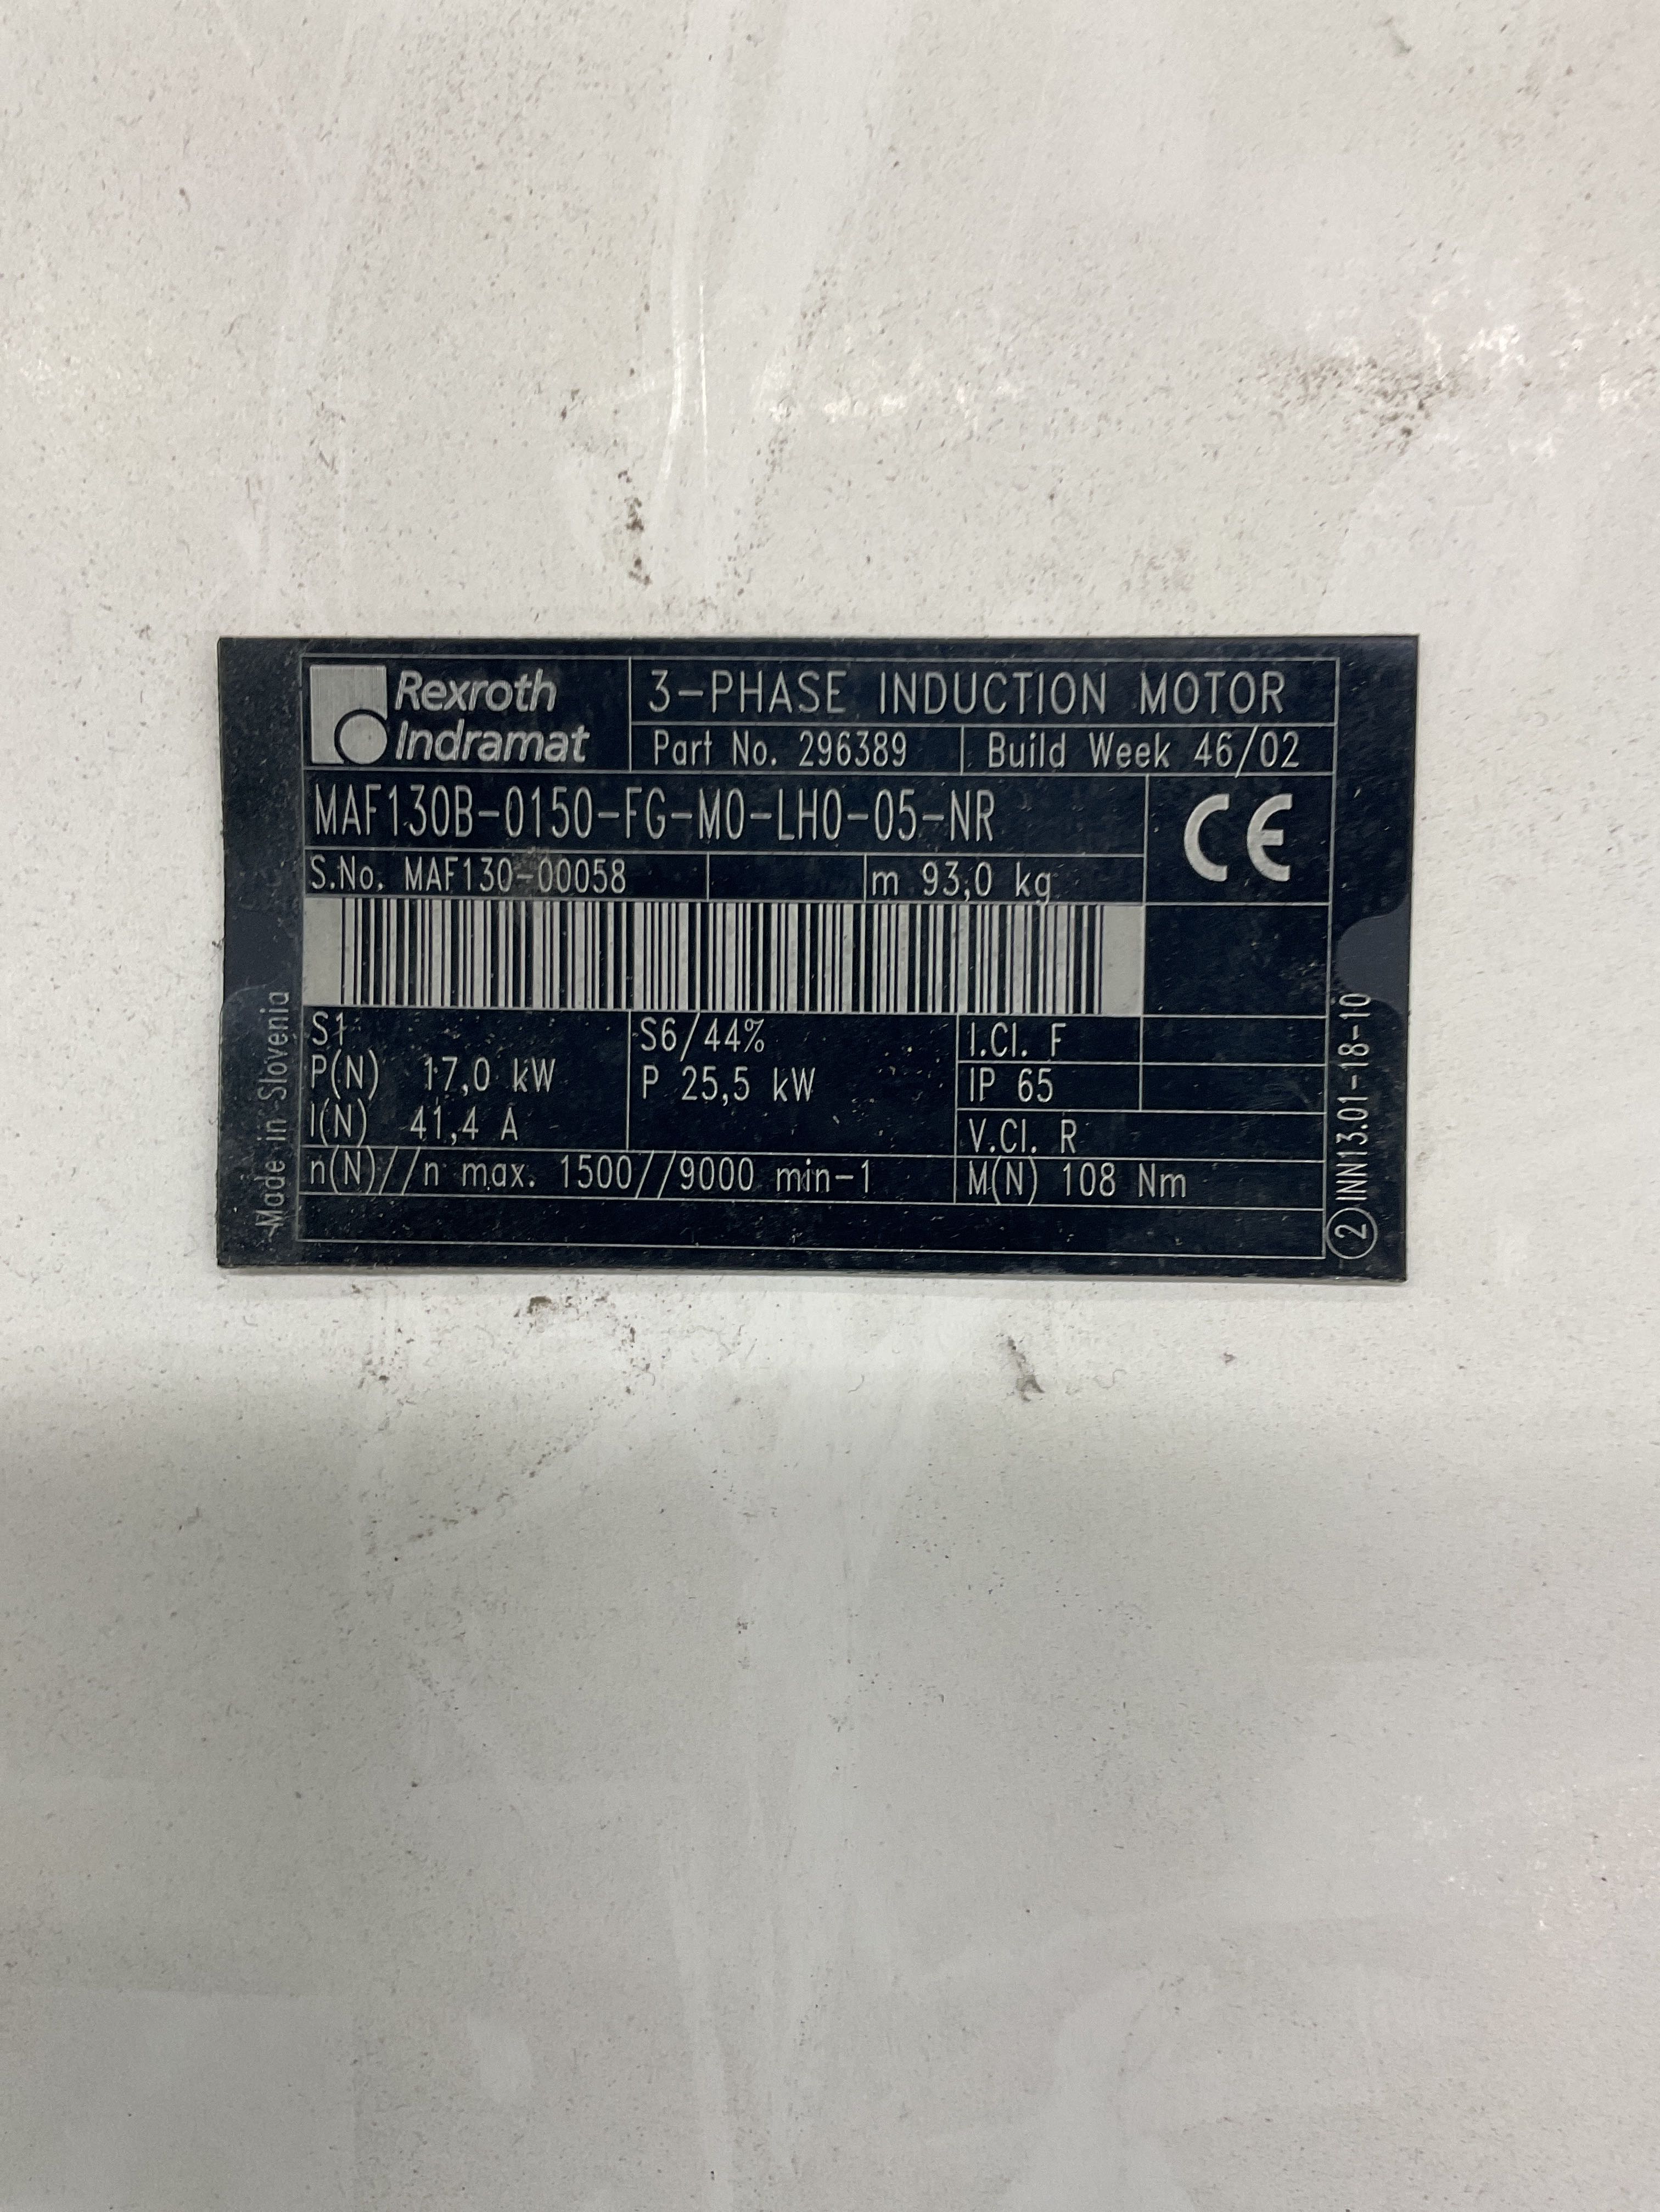 Rexroth
Indramat
3-PHASE INDUCTION MOTOR
Part No. 296389
Build Week 46/02
MAF130B-0150-FG-M0-LH0-05-NR
CE
S.No. MAF130-00058
m 93,0 kg
S1
P(N) 17,0 kW
I(N) 41,4 A
S6/44%
P 25,5 kW
I.Cl. F
IP 65
V.Cl. R
n(N)//n max. 1500//9000 min-1
M(N) 108 Nm
Made in Slovenia
2 INN13.01-18-10